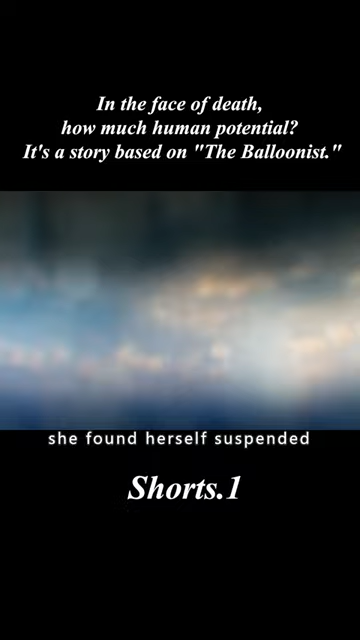 In the face of death,
how much human potential?
It's a story based on "The Balloonist."
she found herself suspended
Shorts.1